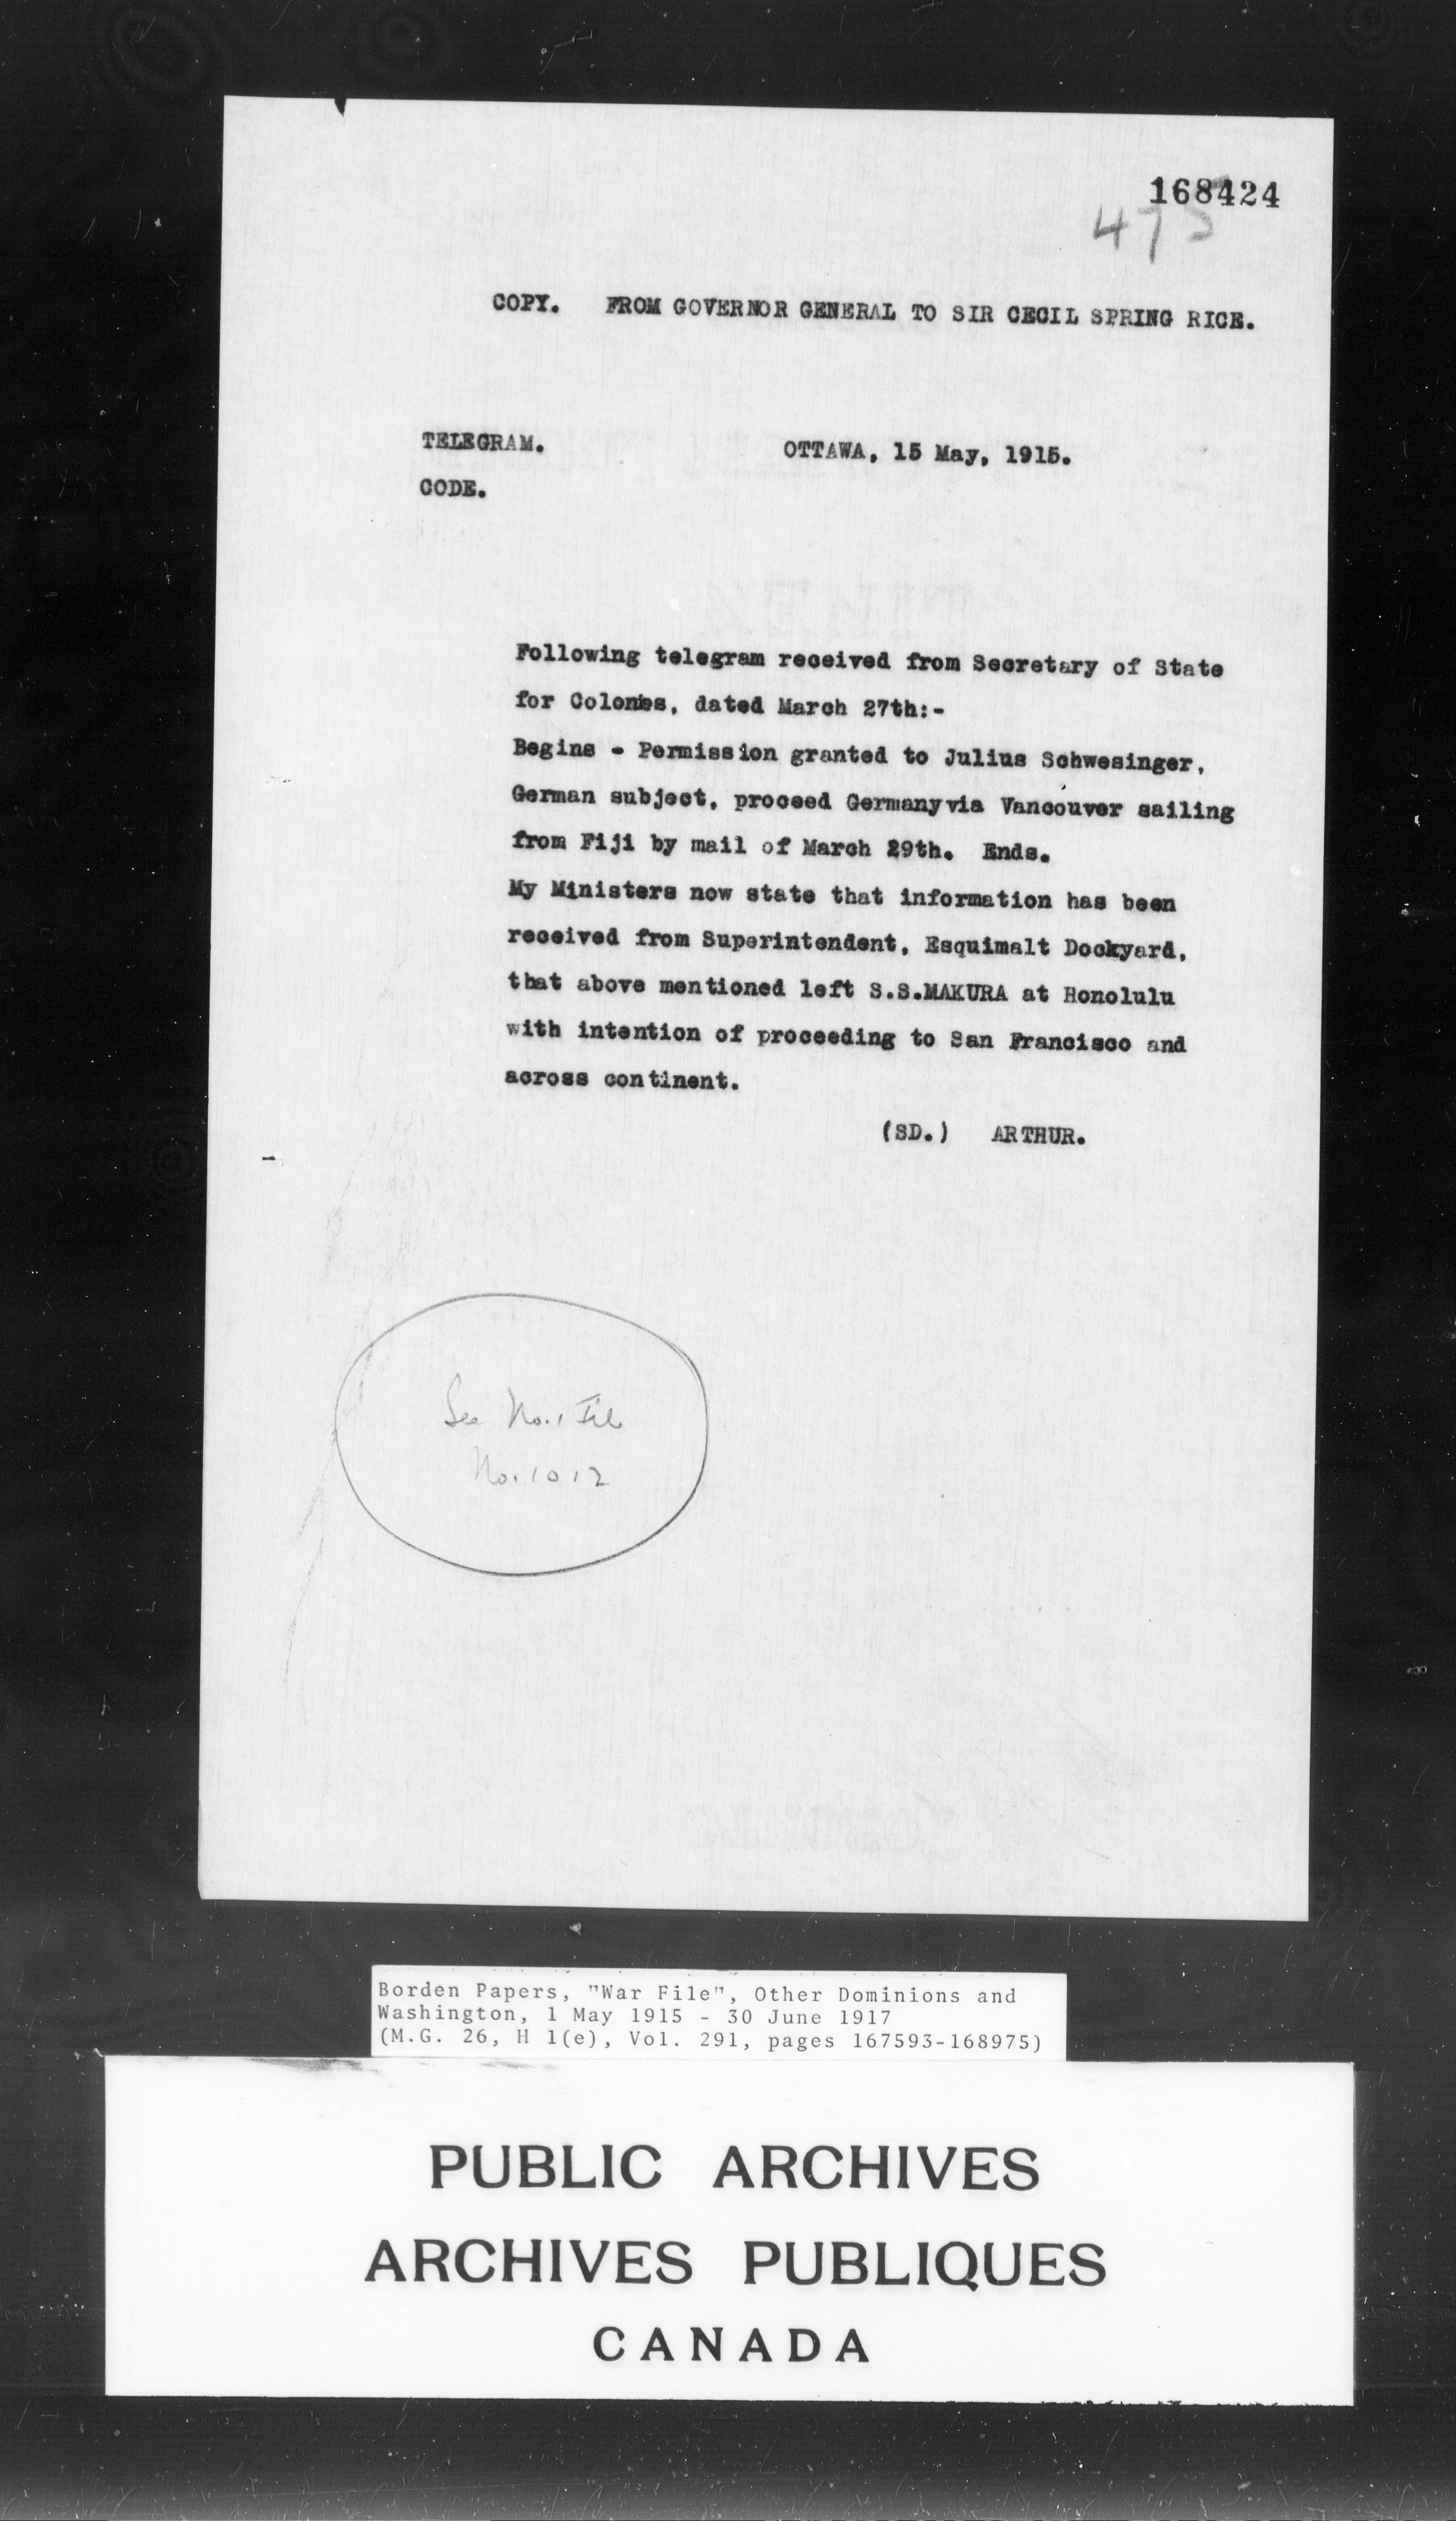 168424
COPY. FROM GOVERNOR GENERAL TO SIR CECIL SPRING RICE.
TELEGRAM. OTTAWA, 15 May, 1915.
CODE.
Following telegram received from Secretary of State
for Colonies, dated March 27th:-
Begins - Permission granted to Julius Schwesinger,
German subject, proceed Germany via Vancouver sailing
from Fiji by mail of March 29th. Ends.
My Ministers now state that information has been
received from Superintendent, Esquimalt Dockyard,
that above mentioned left S.S.MAKURA at Honolulu
with intention of proceeding to San Francisco and
across continent.
(SD.) ARTHUR.
See No. 1 File
No. 1012
Borden Papers, "War File", Other Dominions and
Washington, 1 May 1915 - 30 June 1917
(M.G. 26, H 1(e), Vol. 291, pages 167593-168975)
PUBLIC ARCHIVES
ARCHIVES PUBLIQUES
CANADA